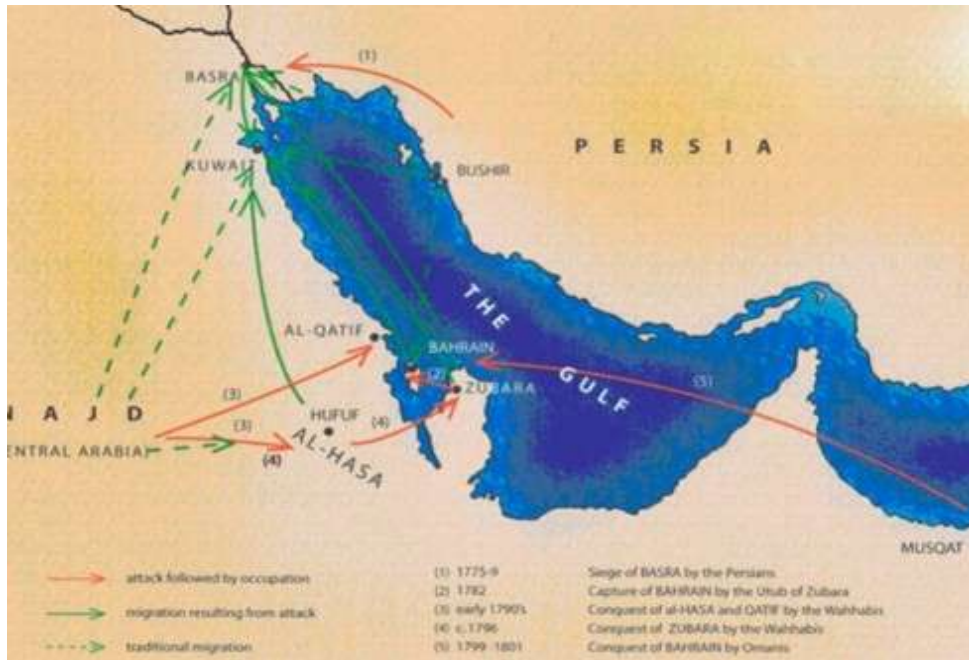 (1)
BASRA
PERSIA
KUWAIT
BUSHIR
THE GULF
AL-QATIF
BAHRAIN
(2)
ZUBARA
(5)
(3)
NAJD
HUFUF
(4)
(3)
ENTRAL ARABIA)
(4)
AL-HASA
MUSQAT
attack followed by occupation
migration resulting from attack
traditional migration
(1) 1775-9 Siege of BASRA by the Persians
(2) 1782 Capture of BAHRAIN by the Utub of Zubara
(3) early 1790's Conquest of al-HASA and QATIF by the Wahhabis
(4) c.1796 Conquest of ZUBARA by the Wahhabis
(5) 1799-1801 Conquest of BAHRAIN by Omanis